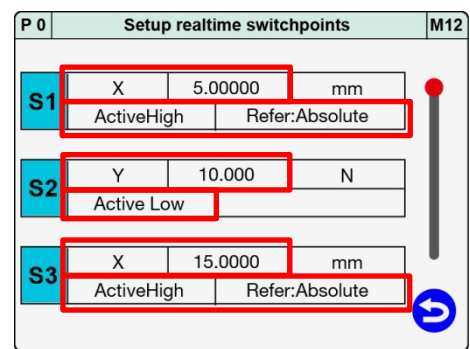 P 0 Setup realtime switchpoints M12
S1 X 5.00000 mm
ActiveHigh Refer:Absolute
S2 Y 10.000 N
Active Low
S3 X 15.0000 mm
ActiveHigh Refer:Absolute